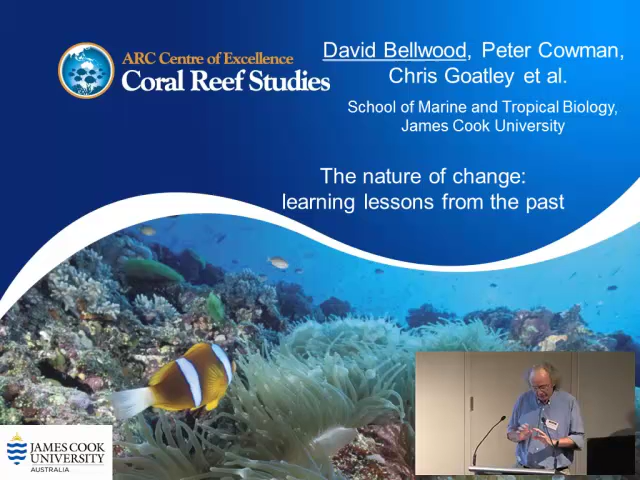 ARC Centre of Excellence
Coral Reef Studies
David Bellwood, Peter Cowman,
Chris Goatley et al.
School of Marine and Tropical Biology,
James Cook University
The nature of change:
learning lessons from the past
JAMES COOK
UNIVERSITY
AUSTRALIA